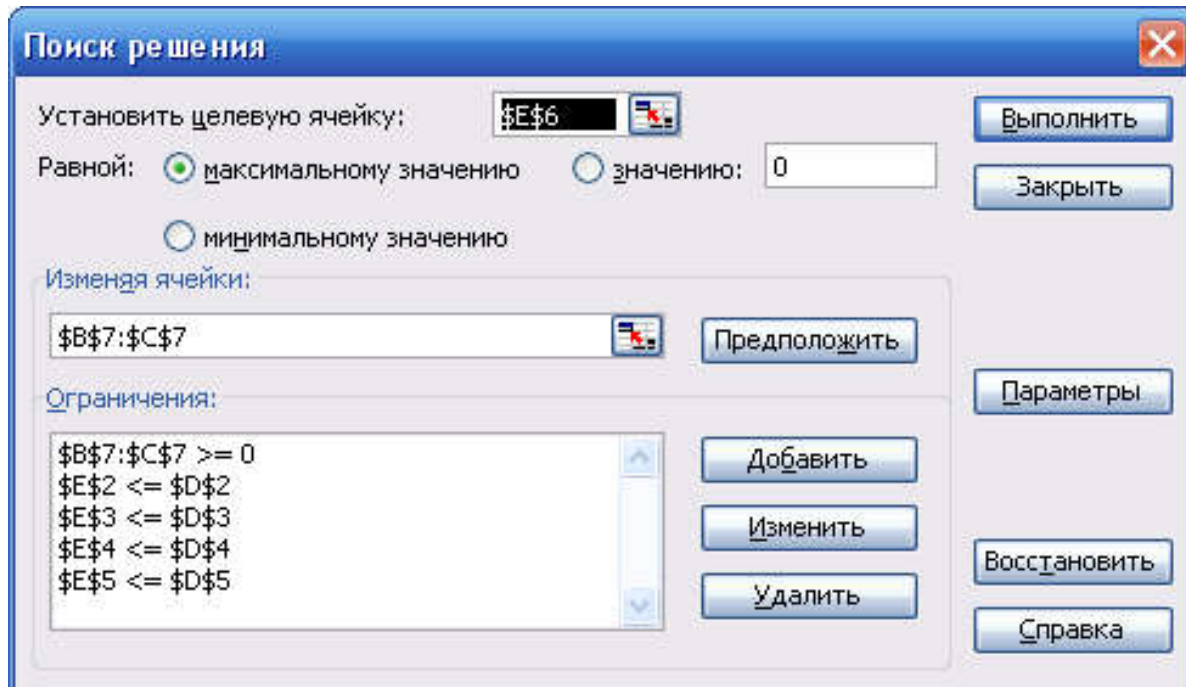 Поиск решения
Установить целевую ячейку: $E$6
Выполнить
Равной: максимальному значению значению: 0
Закрыть
минимальному значению
Изменяя ячейки:
$B$7:$C$7
Предположить
Параметры
Ограничения:
$B$7:$C$7 >= 0
$E$2 <= $D$2
$E$3 <= $D$3
$E$4 <= $D$4
$E$5 <= $D$5
Добавить
Изменить
Удалить
Восстановить
Справка